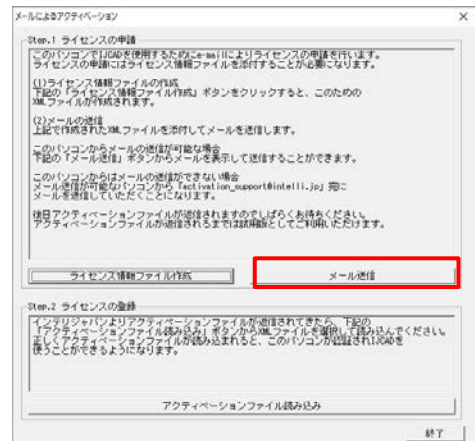 メールによるアクティベーション
Step.1 ライセンスの申請
このパソコンでIJCADを使用するためにe-mailによりライセンスの申請を行います。
ライセンスの申請にはライセンス情報ファイルを添付することが必要になります。
(1)ライセンス情報ファイルの作成
下記の「ライセンス情報ファイル作成」ボタンをクリックすると、このための
XMLファイルが作成されます。
(2)メールの送信
上記で作成されたXMLファイルを添付してメールを送信します。
このパソコンからメールの送信が可能な場合
下記の「メール送信」ボタンからメールを表示して送信することができます。
このパソコンからはメールの送信ができない場合
メール送信が可能なパソコンから「activation_support@intelli.jp」宛に
メールを送信していただくことになります。
後日アクティベーションファイルが返信されますのでしばらくお待ちください。
アクティベーションファイルが返信されるまでは試用版としてご利用いただけます。
ライセンス情報ファイル作成
メール送信
Step.2 ライセンスの登録
インテリジャパンよりアクティベーションファイルが返信されてきたら、下記の
「アクティベーションファイル読み込み」ボタンからXMLファイルを選択して読み込んでください。
正しくアクティベーションファイルが読み込まれると、このパソコンが認証されIJCADを
使うことができるようになります。
アクティベーションファイル読み込み
終了